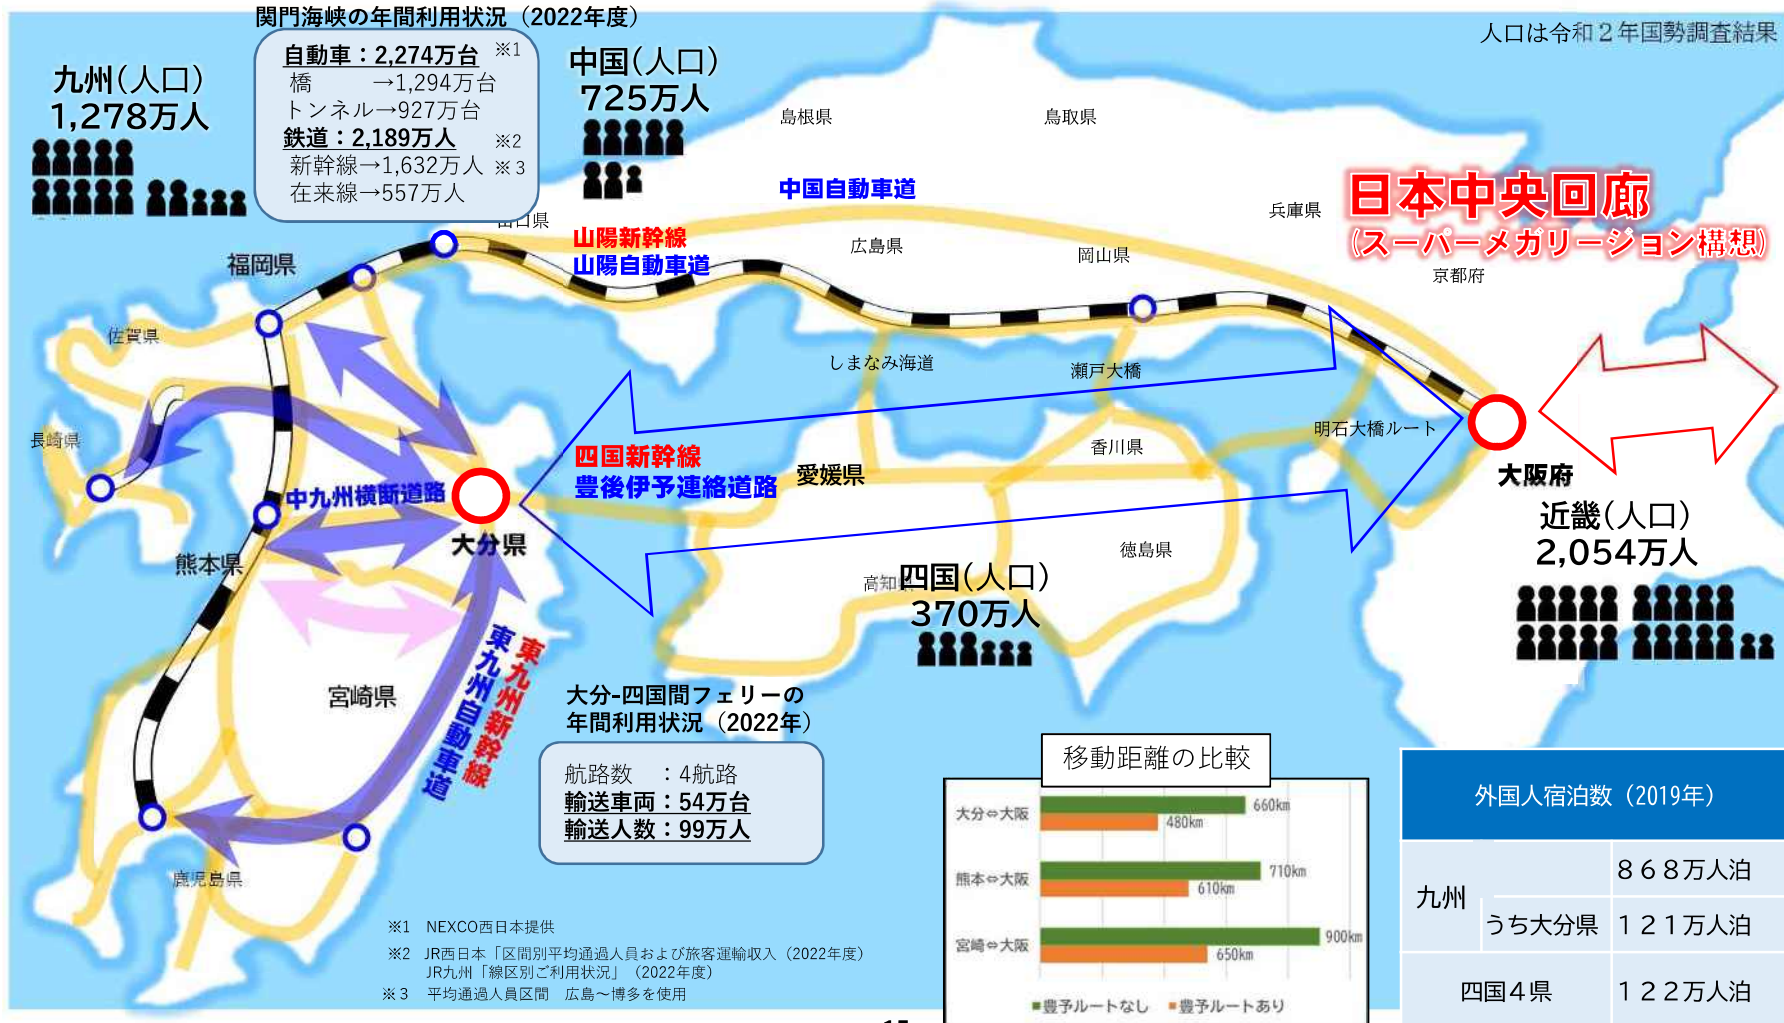 関門海峡の年間利用状況（2022年度）
自動車：2,274万台 ※1
橋 →1,294万台
トンネル→927万台
鉄道：2,189万人 ※2
新幹線→1,632万人 ※3
在来線→557万人
人口は令和２年国勢調査結果
九州(人口)
1,278万人
中国(人口)
725万人
島根県
鳥取県
中国自動車道
日本中央回廊
(スーパーメガリージョン構想)
兵庫県
京都府
山口県
山陽新幹線
山陽自動車道
広島県
岡山県
福岡県
佐賀県
長崎県
しまなみ海道
瀬戸大橋
明石大橋ルート
香川県
四国新幹線
豊後伊予連絡道路
愛媛県
中九州横断道路
大分県
熊本県
大阪府
近畿(人口)
2,054万人
徳島県
高知県
四国(人口)
370万人
東九州新幹線
東九州自動車道
宮崎県
鹿児島県
大分-四国間フェリーの
年間利用状況（2022年）
航路数 ：4航路
輸送車両：54万台
輸送人数：99万人
移動距離の比較
大分⇔大阪
660km
480km
熊本⇔大阪
710km
610km
宮崎⇔大阪
900km
650km
■豊予ルートなし ■豊予ルートあり
外国人宿泊数（2019年）
九州 ８６８万人泊
うち大分県 １２１万人泊
四国４県 １２２万人泊
※1 NEXCO西日本提供
※2 JR西日本「区間別平均通過人員および旅客運輸収入（2022年度）
JR九州「線区別ご利用状況」（2022年度）
※３ 平均通過人員区間 広島～博多を使用